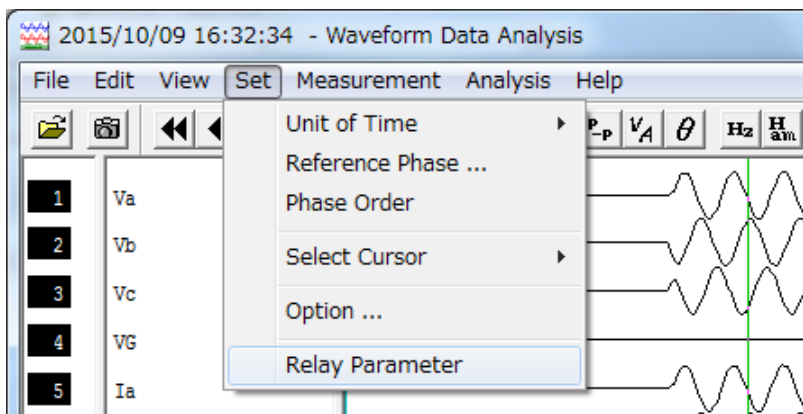 2015/10/09 16:32:34 - Waveform Data Analysis
File Edit View Set Measurement Analysis Help
P-P VA θ Hz Ham
Unit of Time
Reference Phase ...
Phase Order
Select Cursor
Option ...
Relay Parameter
1 Va
2 Vb
3 Vc
4 VG
5 Ia